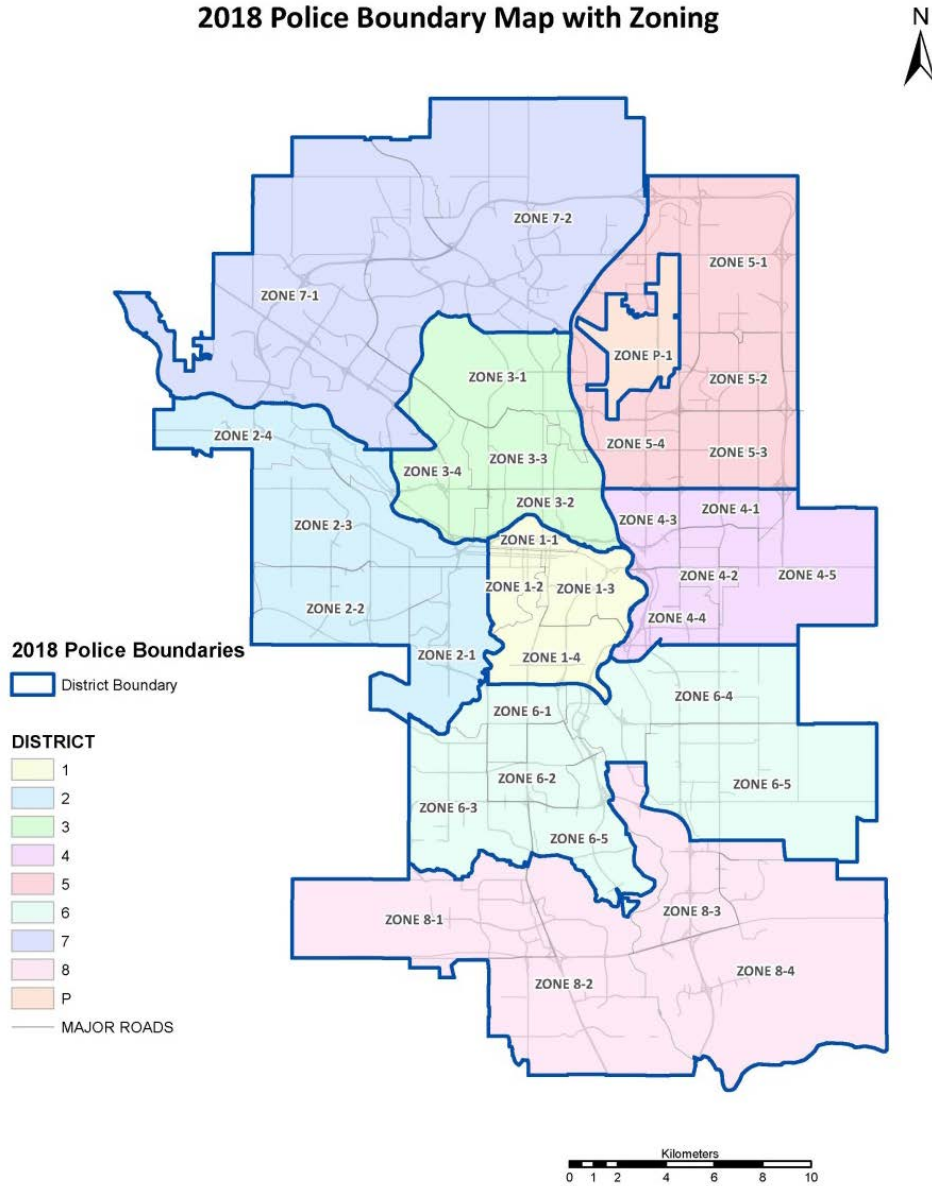 2018 Police Boundary Map with Zoning
N
ZONE 7-2
ZONE 5-1
ZONE 7-1
ZONE P-1
ZONE 3-1
ZONE 5-2
ZONE 2-4
ZONE 5-4
ZONE 5-3
ZONE 3-3
ZONE 3-4
ZONE 3-2
ZONE 4-1
ZONE 4-3
ZONE 2-3
ZONE 1-1
ZONE 4-2
ZONE 4-5
ZONE 1-2
ZONE 1-3
ZONE 2-2
ZONE 4-4
ZONE 2-1
ZONE 1-4
ZONE 6-4
ZONE 6-1
ZONE 6-2
ZONE 6-5
ZONE 6-3
ZONE 6-5
ZONE 8-3
ZONE 8-1
ZONE 8-4
ZONE 8-2
2018 Police Boundaries
District Boundary
DISTRICT
1
2
3
4
5
6
7
8
P
MAJOR ROADS
Kilometers
0 1 2 4 6 8 10